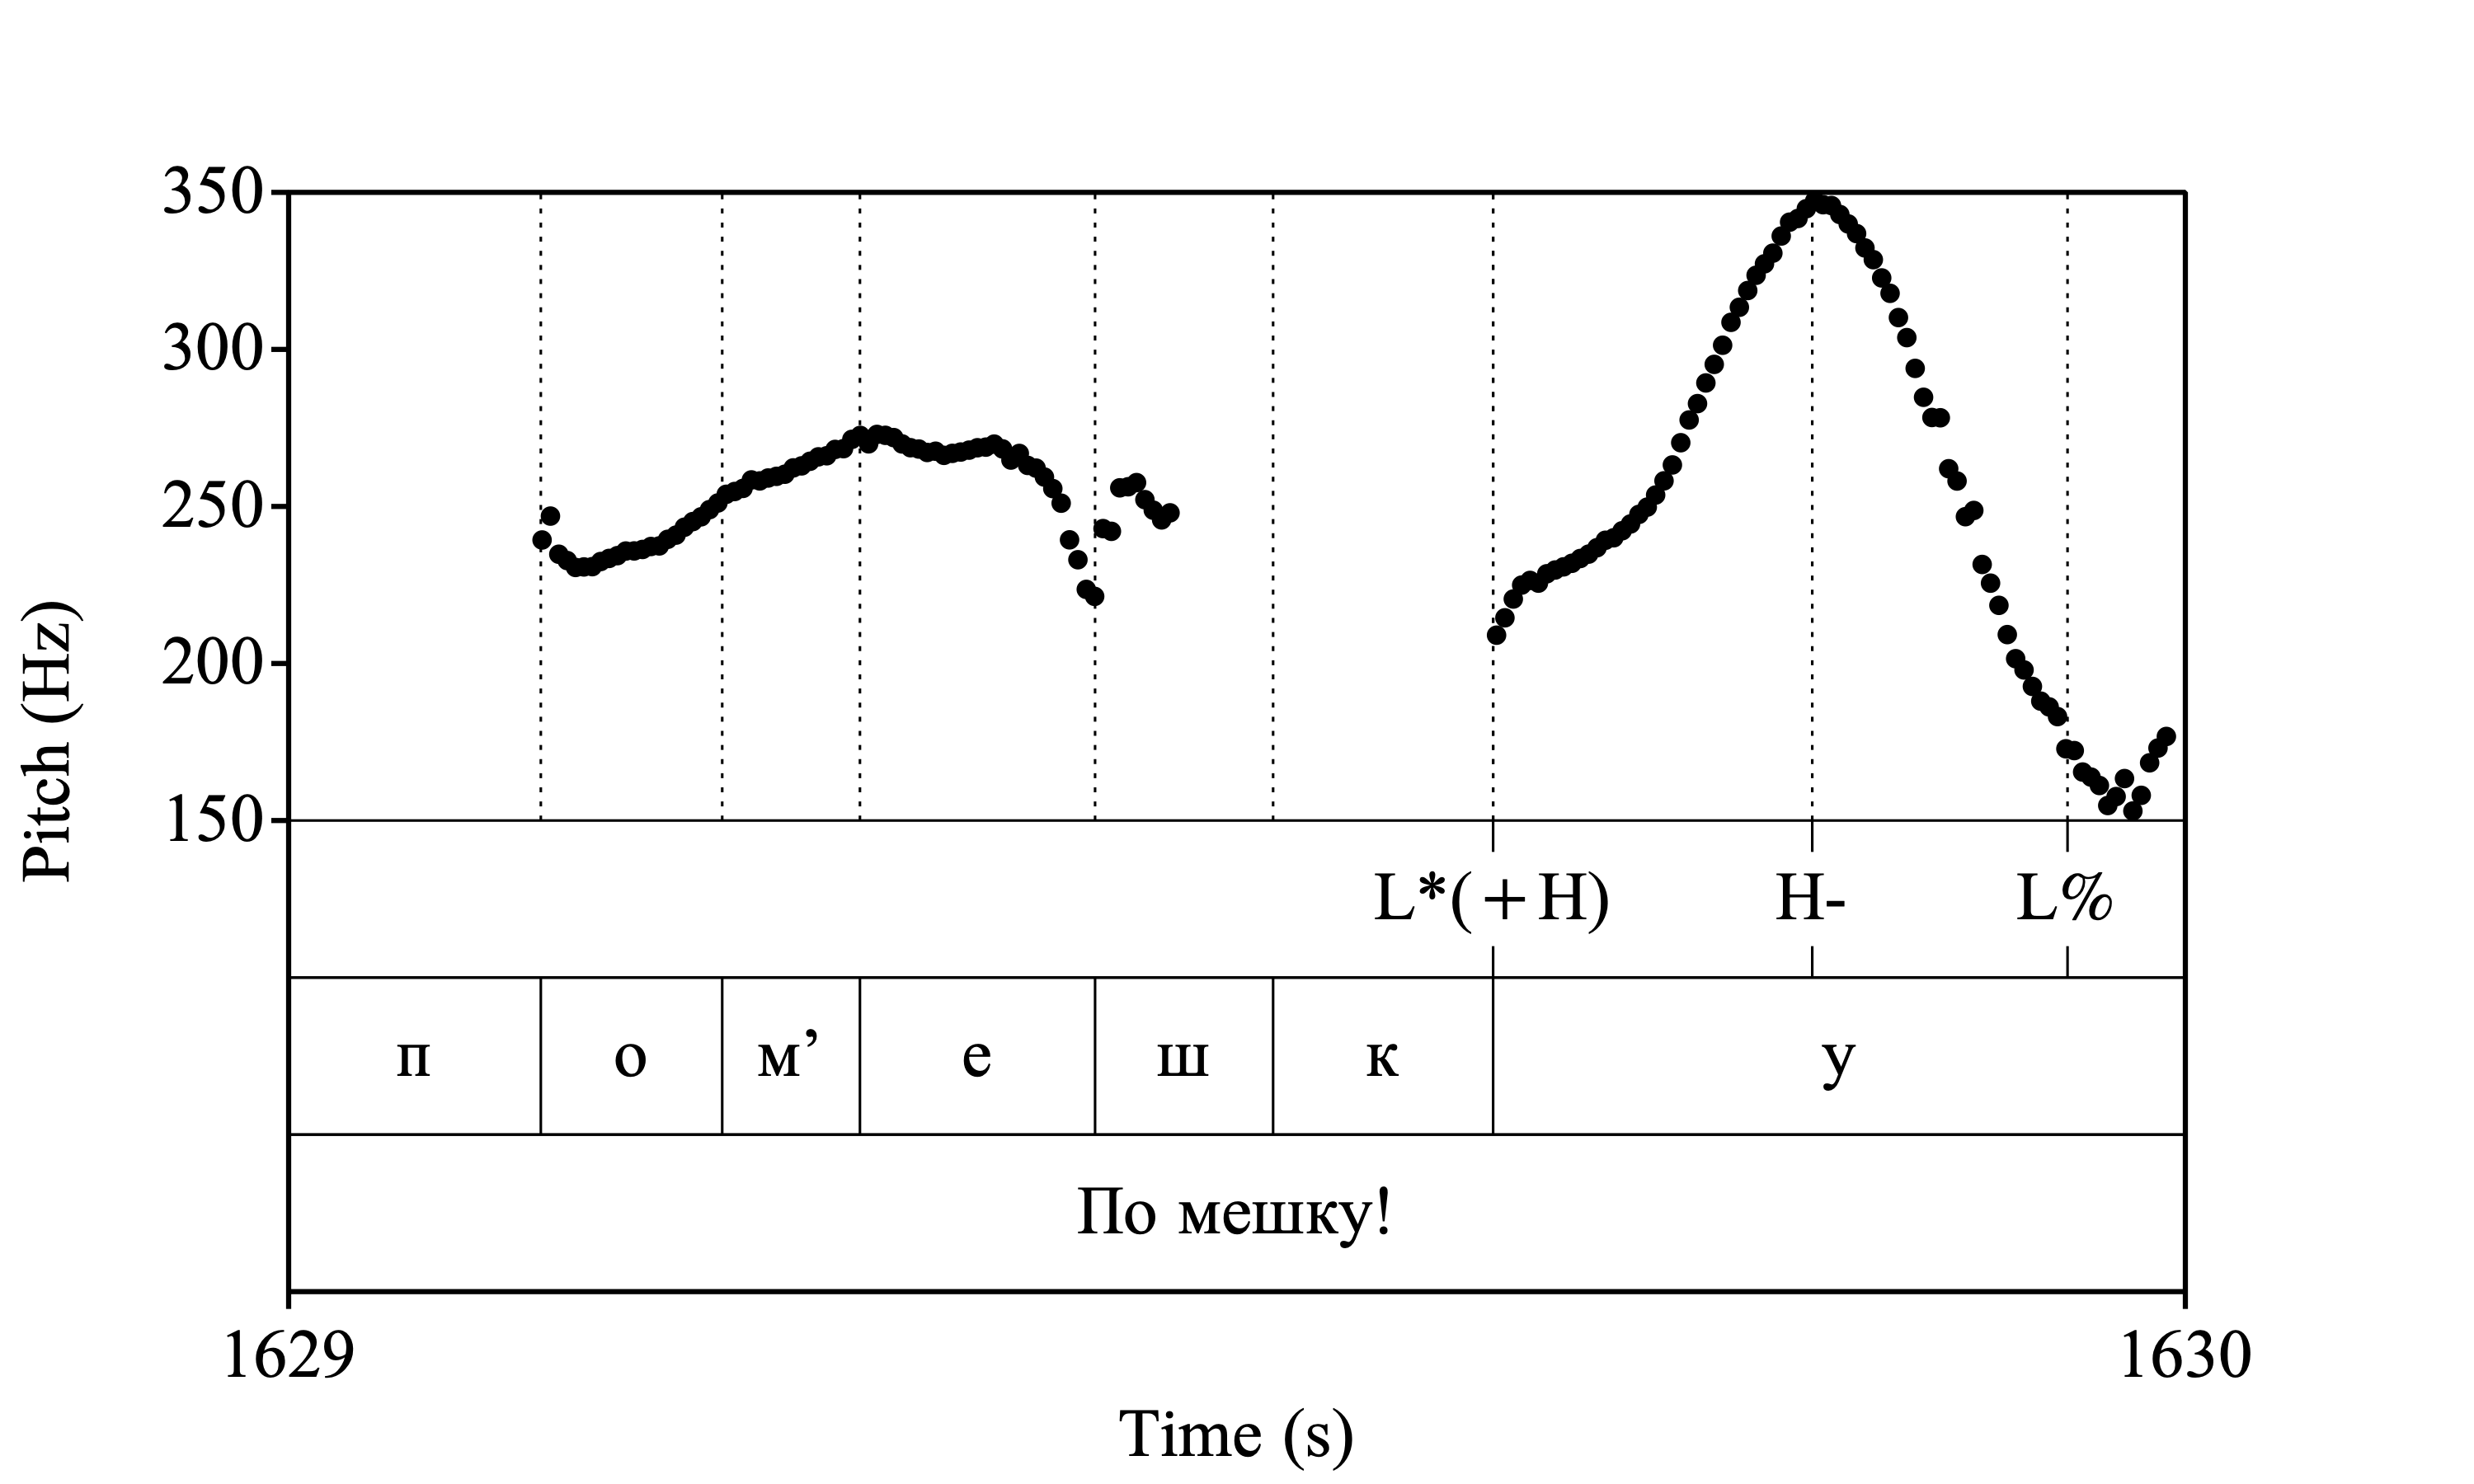 350
300
250
200
150
Pitch (Hz)
L*(+H) H- L%
п о м’ е ш к у
По мешку!
1629 1630
Time (s)